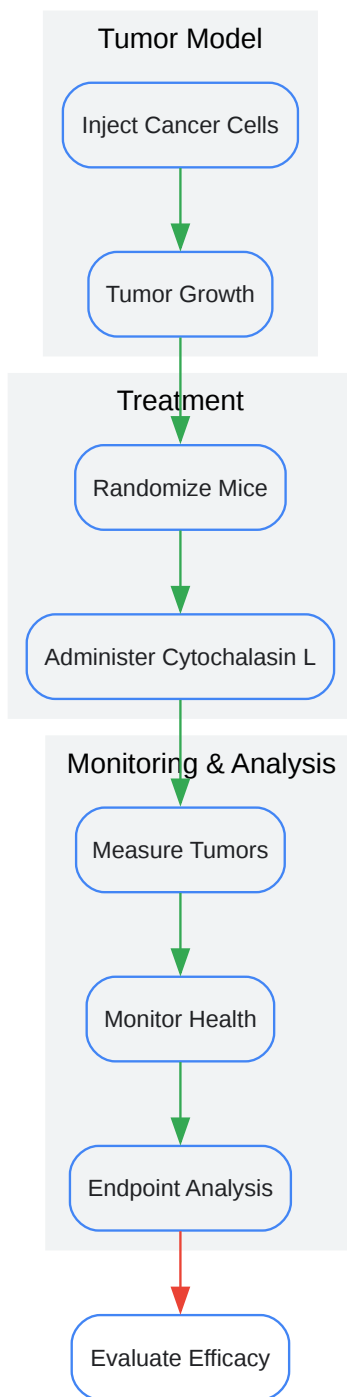 Tumor Model
Inject Cancer Cells
Tumor Growth
Treatment
Randomize Mice
Administer Cytochalasin L
Monitoring & Analysis
Measure Tumors
Monitor Health
Endpoint Analysis
Evaluate Efficacy